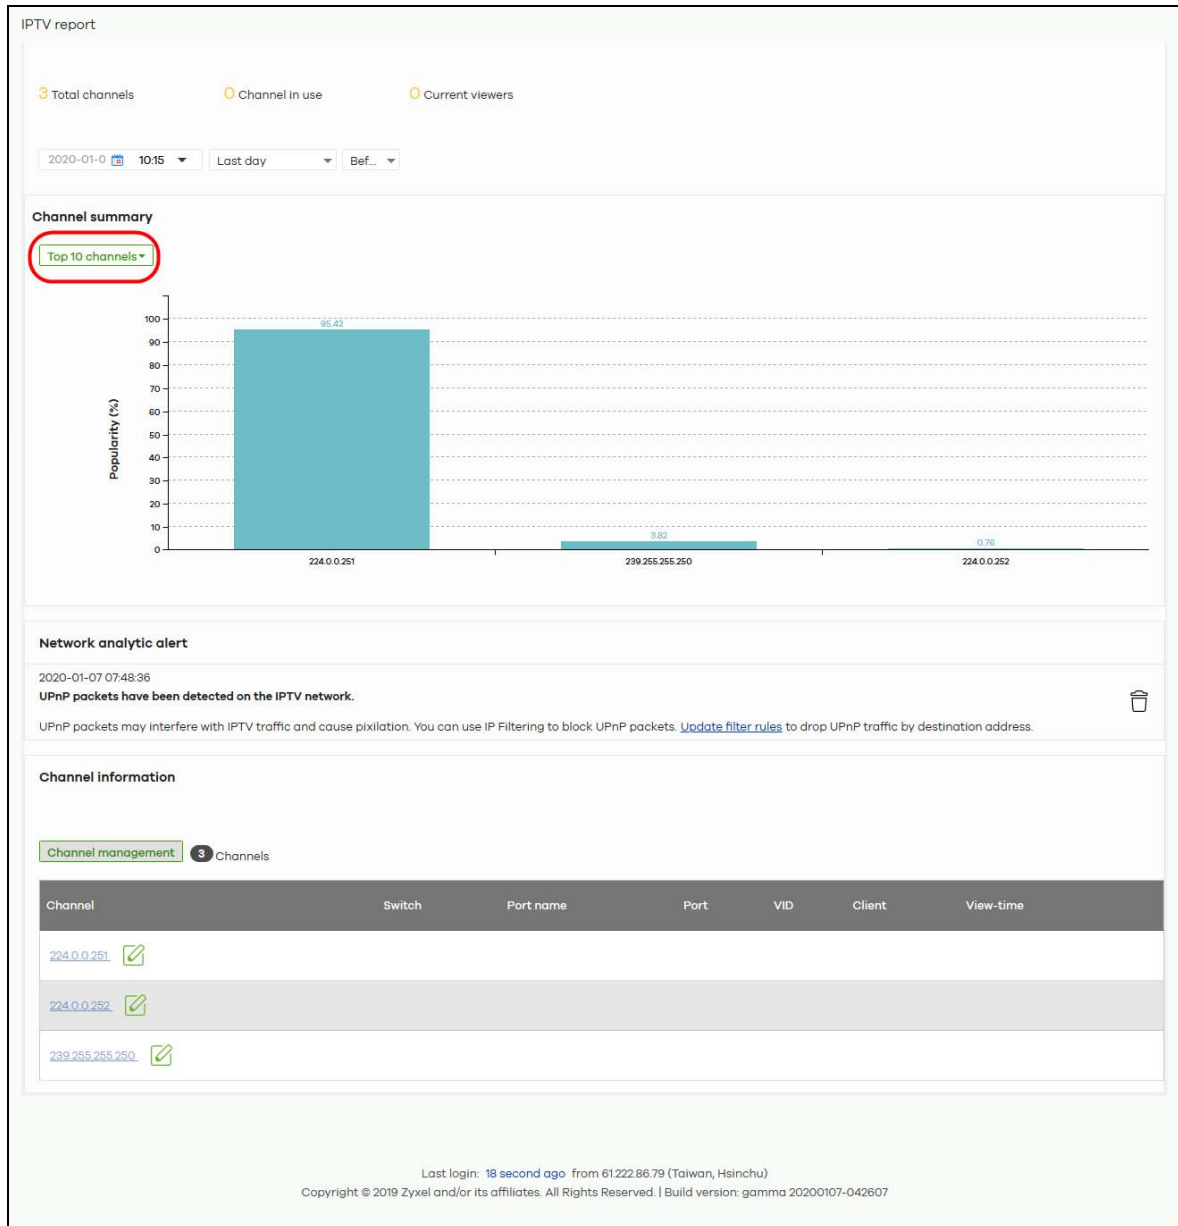 IPTV report
3 Total channels 0 Channel in use 0 Current viewers
2020-01-0 10:15 Last day Bef...
Channel summary
Top 10 channels
100
90
80
70
60
50
40
30
20
10
0
Popularity (%)
95.42
3.82
0.76
224.0.0.251 239.255.255.250 224.0.0.252
Network analytic alert
2020-01-07 07:48:36
UPnP packets have been detected on the IPTV network.
UPnP packets may interfere with IPTV traffic and cause pixilation. You can use IP Filtering to block UPnP packets. Update filter rules to drop UPnP traffic by destination address.
Channel information
Channel management 3 Channels
Channel Switch Port name Port VID Client View-time
224.0.0.251
224.0.0.252
239.255.255.250
Last login: 18 second ago from 61.222.86.79 (Taiwan, Hsinchu)
Copyright © 2019 Zyxel and/or its affiliates. All Rights Reserved. | Build version: gamma 20200107-042607